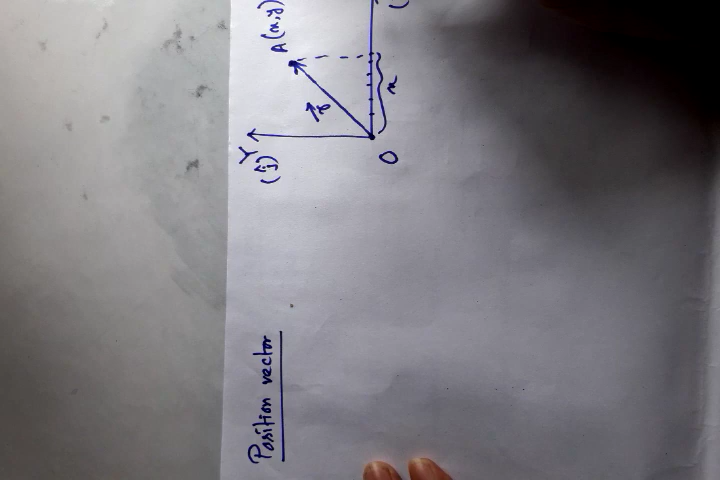 Position vector
Y
(ĵ)
A (x,y)
r⃗
x
O
(